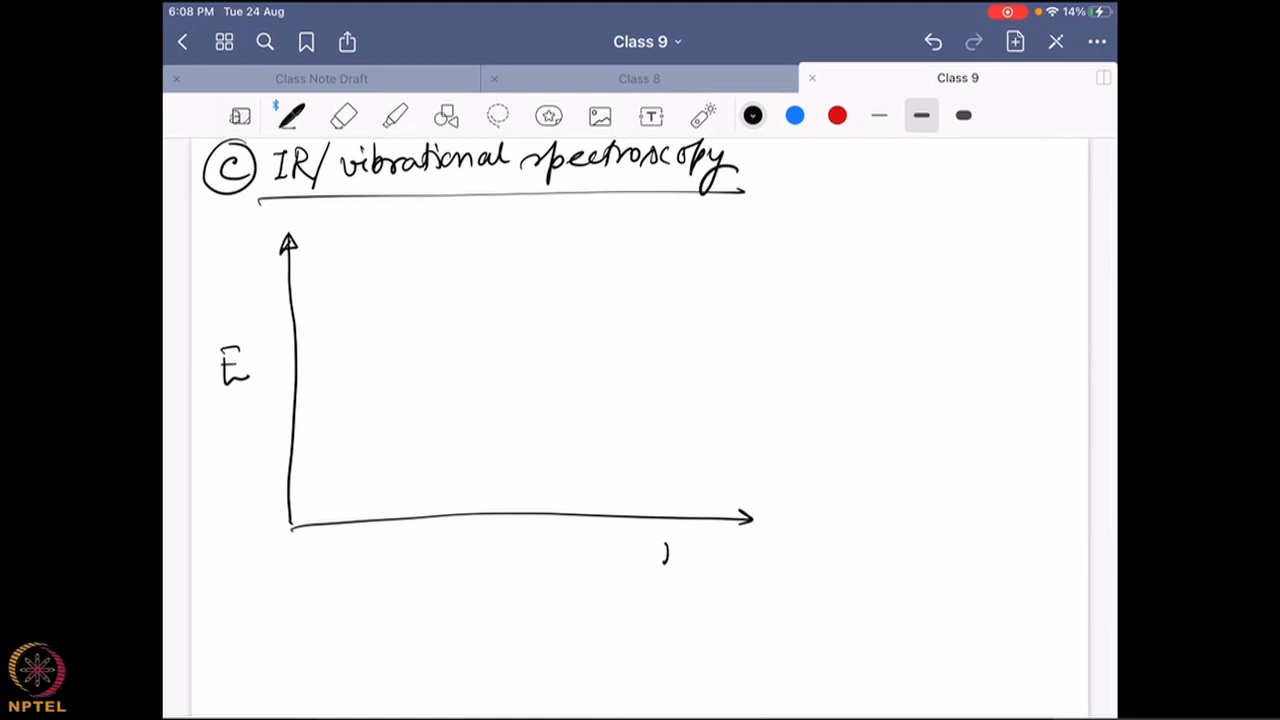 6:08 PM Tue 24 Aug
14%
Class 9
Class Note Draft
Class 8
Class 9
T
C IR/ vibrational spectroscopy
E
NPTEL